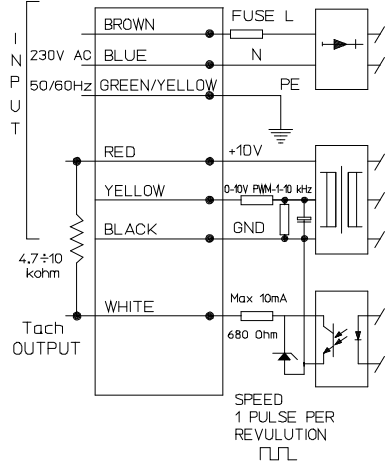 INPUT
BROWN
FUSE L
230V AC
BLUE
N
50/60Hz
GREEN/YELLOW
PE
RED
+10V
YELLOW
0-10V PWM-1-10 kHz
BLACK
GND
4.7÷10
kohm
WHITE
Max 10mA
Tach
OUTPUT
680 Ohm
SPEED
1 PULSE PER
REVULUTION